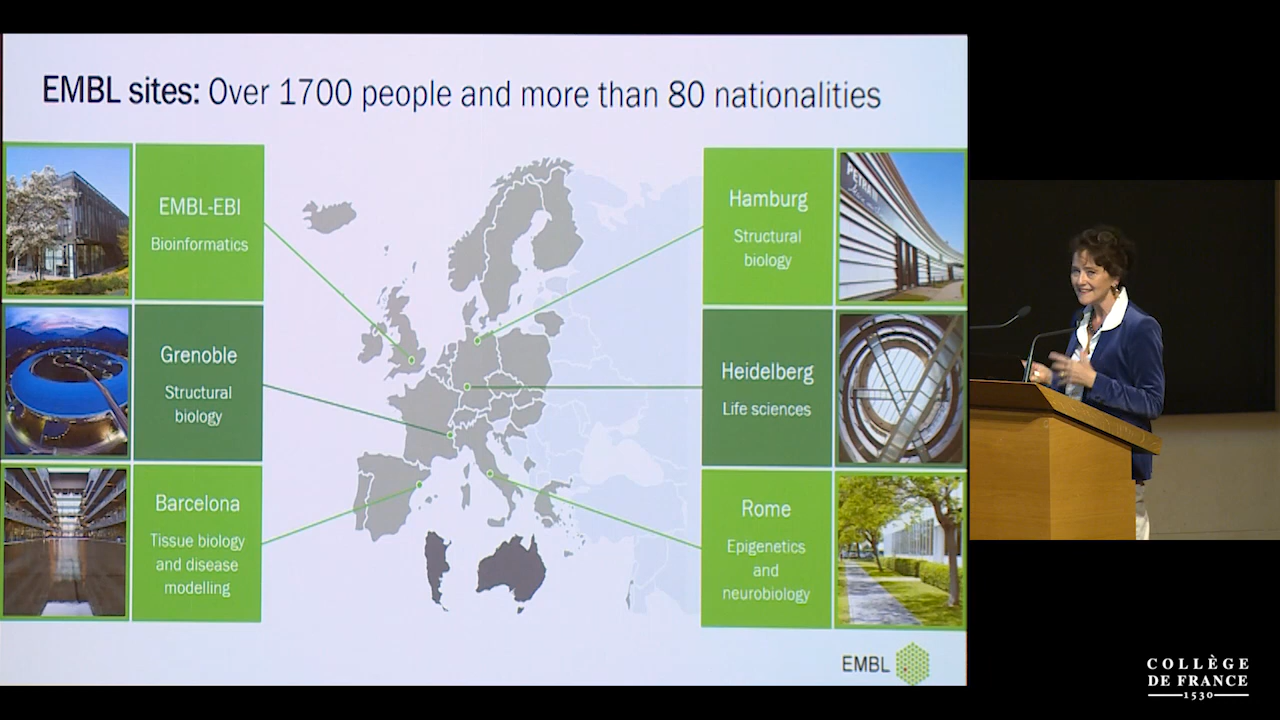 EMBL sites: Over 1700 people and more than 80 nationalities
EMBL-EBI
Bioinformatics
Grenoble
Structural
biology
Barcelona
Tissue biology
and disease
modelling
Hamburg
Structural
biology
Heidelberg
Life sciences
Rome
Epigenetics
and
neurobiology
EMBL
COLLÈGE
DE FRANCE
1530